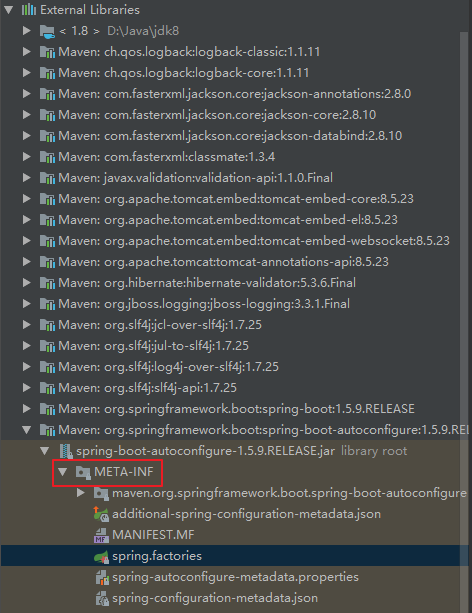 External Libraries
< 1.8 > D:\Java\jdk8
Maven: ch.qos.logback:logback-classic:1.1.11
Maven: ch.qos.logback:logback-core:1.1.11
Maven: com.fasterxml.jackson.core:jackson-annotations:2.8.0
Maven: com.fasterxml.jackson.core:jackson-core:2.8.10
Maven: com.fasterxml.jackson.core:jackson-databind:2.8.10
Maven: com.fasterxml:classmate:1.3.4
Maven: javax.validation:validation-api:1.1.0.Final
Maven: org.apache.tomcat.embed:tomcat-embed-core:8.5.23
Maven: org.apache.tomcat.embed:tomcat-embed-el:8.5.23
Maven: org.apache.tomcat.embed:tomcat-embed-websocket:8.5.23
Maven: org.apache.tomcat:tomcat-annotations-api:8.5.23
Maven: org.hibernate:hibernate-validator:5.3.6.Final
Maven: org.jboss.logging:jboss-logging:3.3.1.Final
Maven: org.slf4j:jcl-over-slf4j:1.7.25
Maven: org.slf4j:jul-to-slf4j:1.7.25
Maven: org.slf4j:log4j-over-slf4j:1.7.25
Maven: org.slf4j:slf4j-api:1.7.25
Maven: org.springframework.boot:spring-boot:1.5.9.RELEASE
Maven: org.springframework.boot:spring-boot-autoconfigure:1.5.9.RE
spring-boot-autoconfigure-1.5.9.RELEASE.jar library root
META-INF
maven.org.springframework.boot.spring-boot-autoconfigure
additional-spring-configuration-metadata.json
MANIFEST.MF
spring.factories
spring-autoconfigure-metadata.properties
spring-configuration-metadata.json